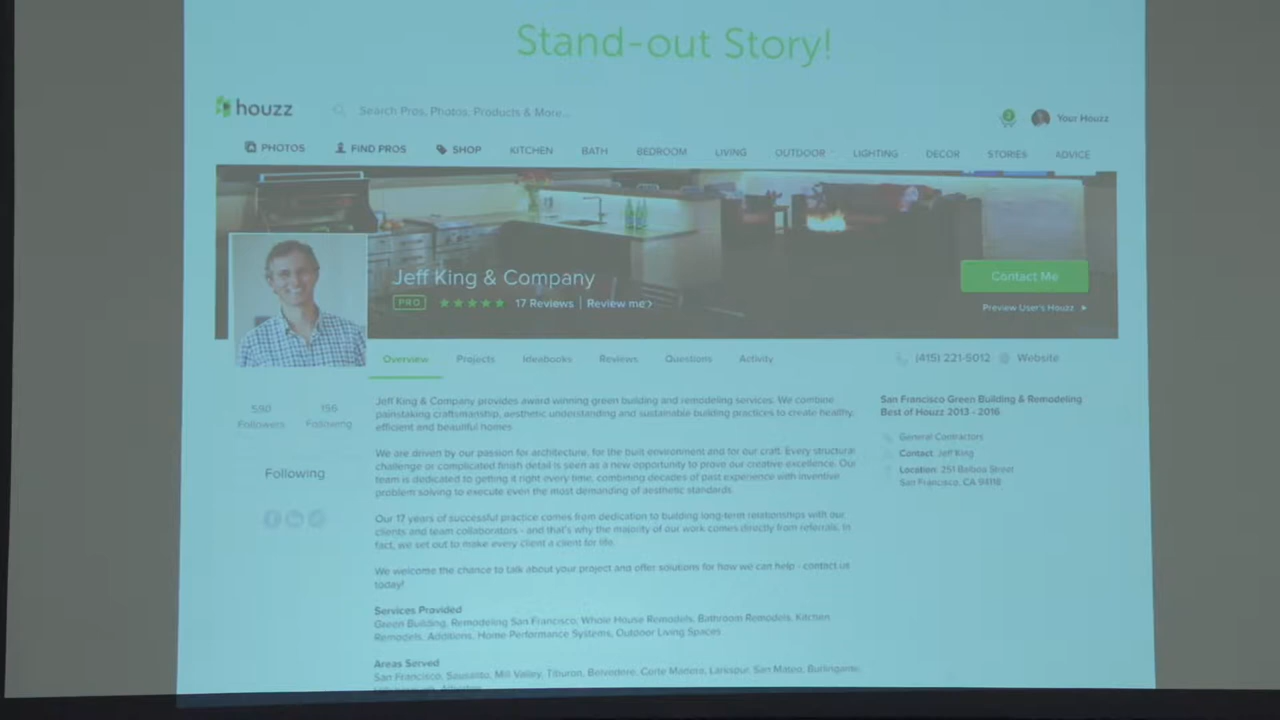 Stand-out Story!
houzz
Search Pros, Photos, Products & More...
2
Your Houzz
PHOTOS FIND PROS SHOP KITCHEN BATH BEDROOM LIVING OUTDOOR LIGHTING DECOR STORIES ADVICE
Jeff King & Company
PRO 17 Reviews | Review me
Contact Me
Preview User's Houzz
Overview Projects Ideabooks Reviews Questions Activity
(415) 221-5012 Website
590 Followers
156 Following
Following
Jeff King & Company provides award winning green building and remodeling services. We combine
painstaking craftsmanship, aesthetic understanding and sustainable building practices to create healthy,
efficient and beautiful homes.
We are driven by our passion for architecture, for the built environment and for our craft. Every structural
challenge or complicated finish detail is seen as a new opportunity to prove our creative excellence. Our
team is dedicated to getting it right every time, combining decades of past experience with inventive
problem solving to execute even the most demanding of aesthetic standards.
Our 17 years of successful practice comes from dedication to building long-term relationships with our
clients and team collaborators - and that's why the majority of our work comes directly from referrals. In
fact, we set out to make every client a client for life.
We welcome the chance to talk about your project and offer solutions for how we can help - contact us
today!
Services Provided
Green Building, Remodeling San Francisco, Whole House Remodels, Bathroom Remodels, Kitchen
Remodels, Additions, Home Performance Systems, Outdoor Living Spaces
Areas Served
San Francisco, Sausalito, Mill Valley, Tiburon, Belvedere, Corte Madera, Larkspur, San Mateo, Burlingame,
San Francisco Green Building & Remodeling
Best of Houzz 2013 - 2016
General Contractors
Contact: Jeff King
Location: 251 Balboa Street
San Francisco, CA 94118